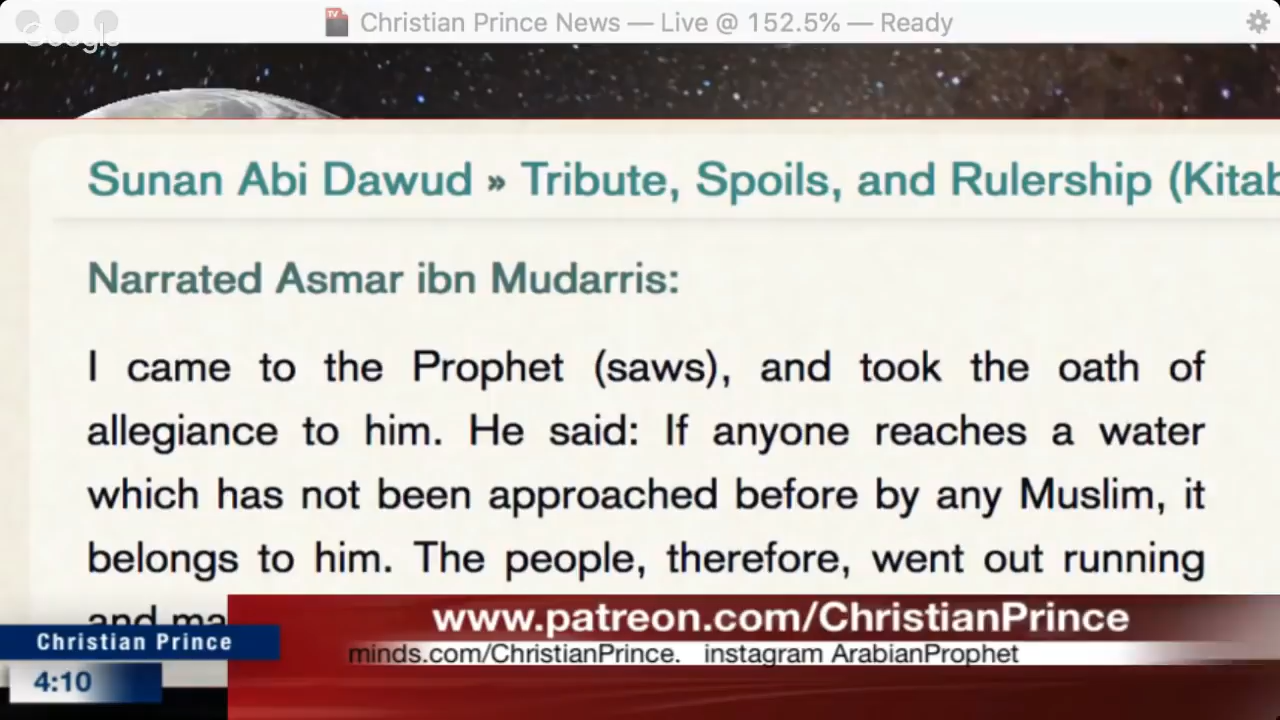 Christian Prince News — Live @ 152.5% — Ready
Google
Sunan Abi Dawud » Tribute, Spoils, and Rulership (Kitab
Narrated Asmar ibn Mudarris:
I came to the Prophet (saws), and took the oath of
allegiance to him. He said: If anyone reaches a water
which has not been approached before by any Muslim, it
belongs to him. The people, therefore, went out running
and ma
www.patreon.com/ChristianPrince
Christian Prince
minds.com/ChristianPrince. instagram ArabianProphet
4:10